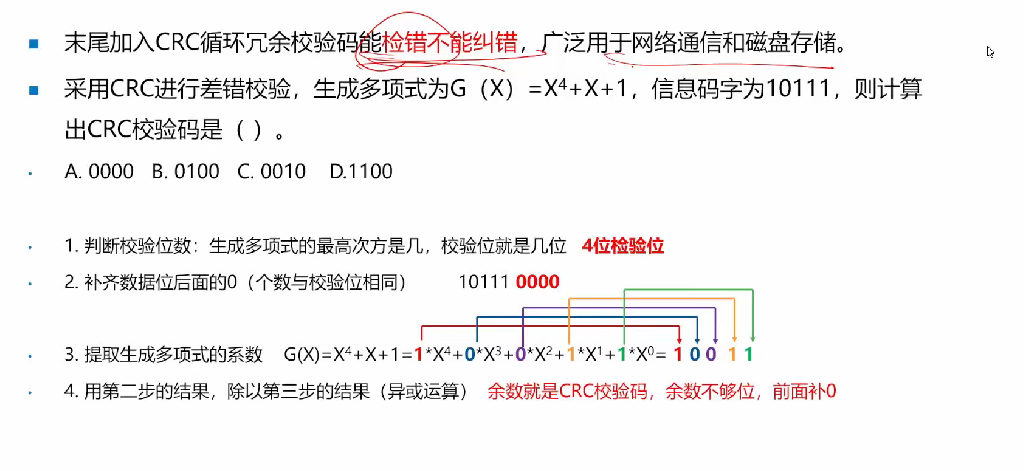 末尾加入CRC循环冗余校验码能检错不能纠错，广泛用于网络通信和磁盘存储。
采用CRC进行差错校验，生成多项式为G（X）=X⁴+X+1，信息码字为10111，则计算
出CRC校验码是（ ）。
A. 0000 B. 0100 C. 0010 D.1100
1. 判断校验位数：生成多项式的最高次方是几，校验位就是几位 4位检验位
2. 补齐数据位后面的0（个数与校验位相同） 10111 0000
3. 提取生成多项式的系数 G(X)=X⁴+X+1=1*X⁴+0*X³+0*X²+1*X¹+1*X⁰= 1 0 0 1 1
4. 用第二步的结果，除以第三步的结果（异或运算） 余数就是CRC校验码，余数不够位，前面补0